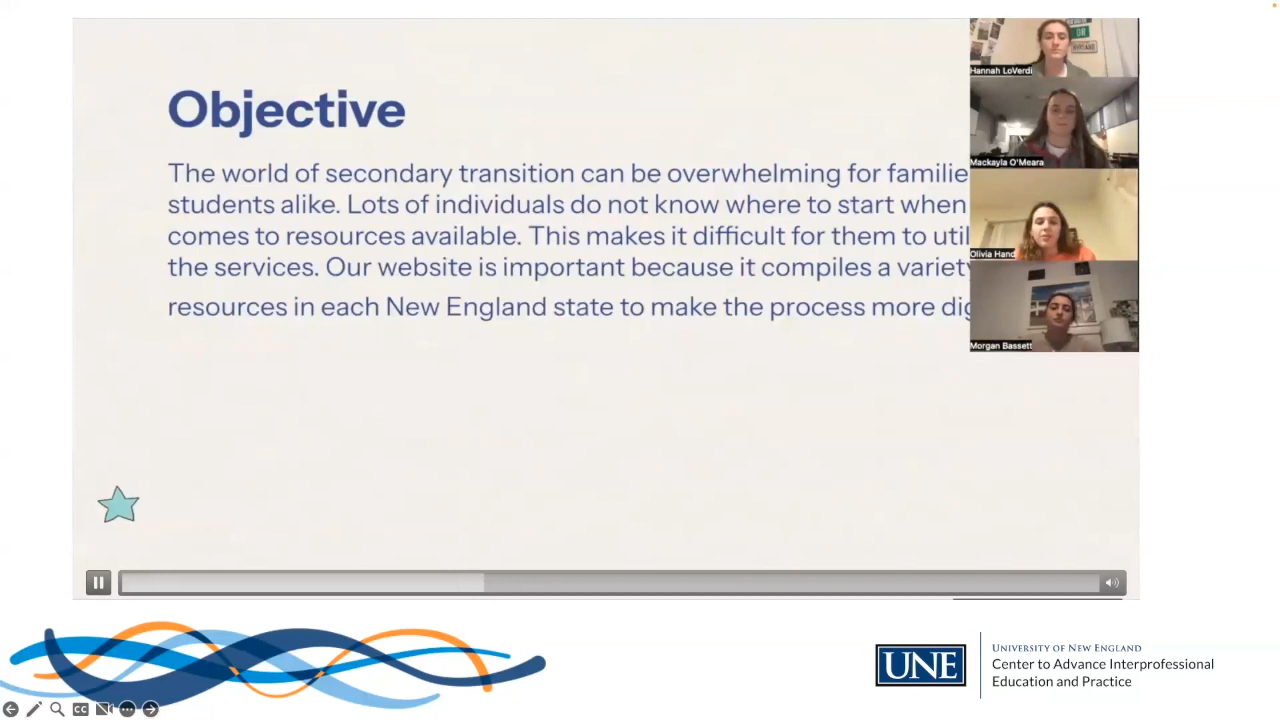 Objective
The world of secondary transition can be overwhelming for familie
students alike. Lots of individuals do not know where to start when
comes to resources available. This makes it difficult for them to util
the services. Our website is important because it compiles a variety
resources in each New England state to make the process more dig
Hannah LoVerdi
Mackayla O'Meara
Olivia Hand
Morgan Bassett
UNE
UNIVERSITY OF NEW ENGLAND
Center to Advance Interprofessional
Education and Practice
CC